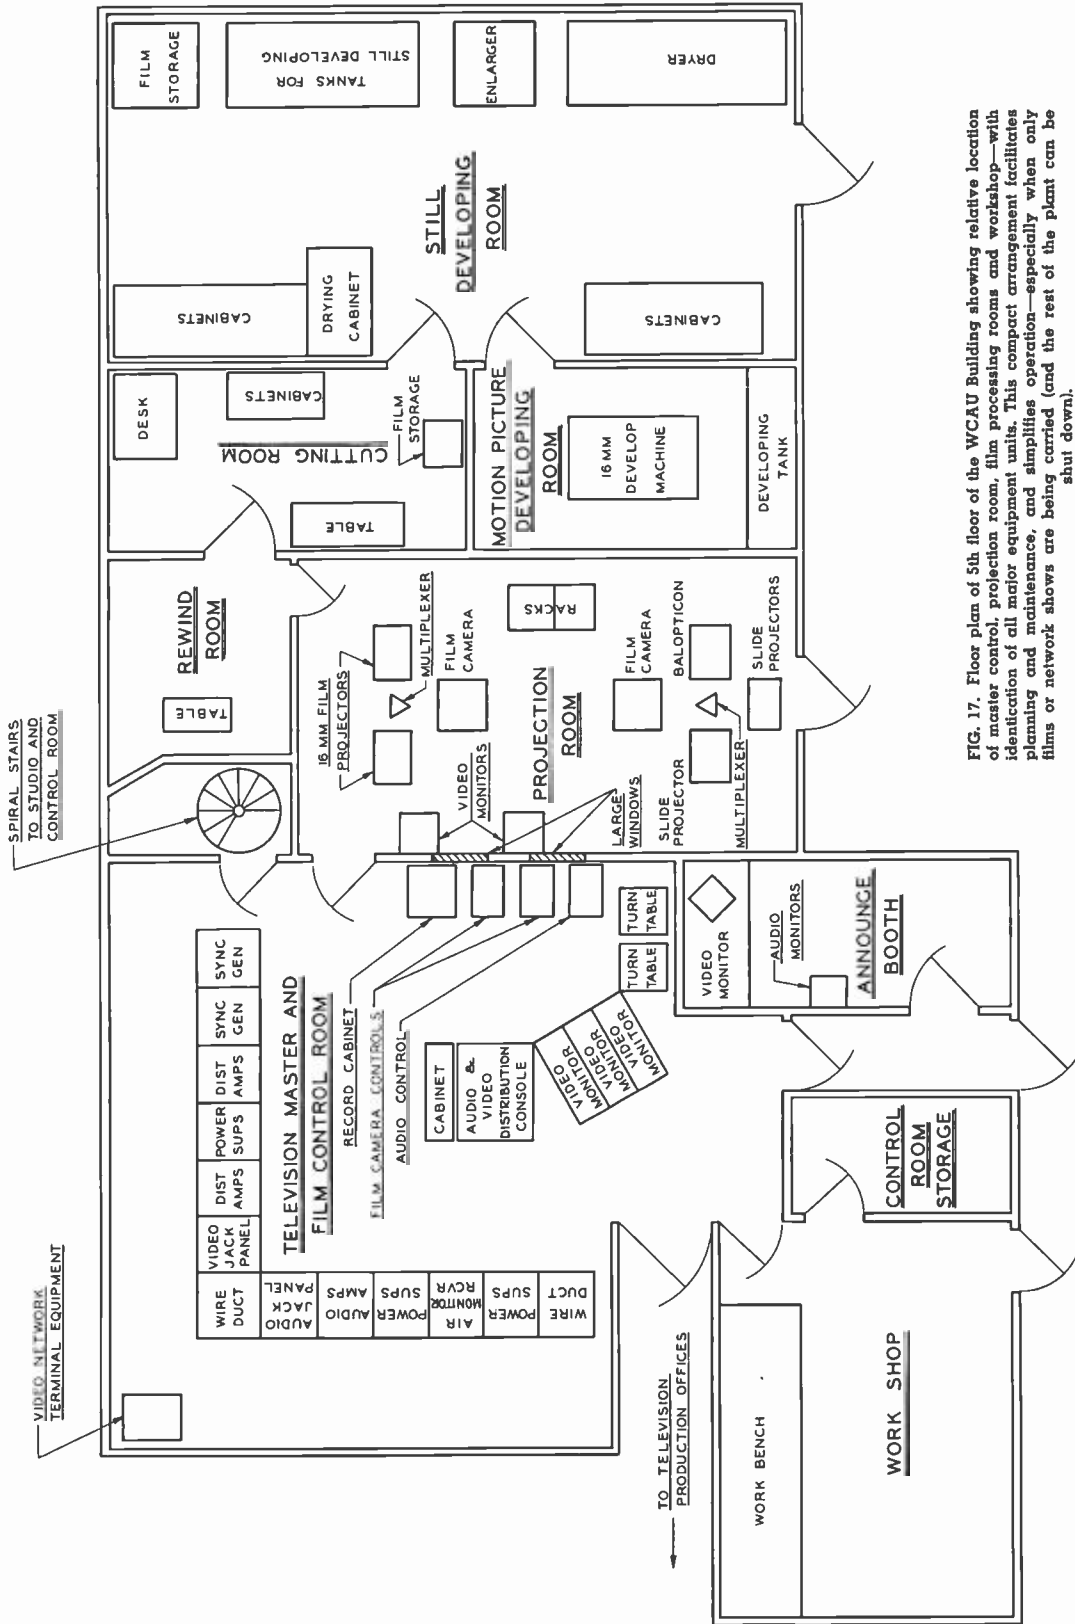 VIDEO NETWORK
TERMINAL EQUIPMENT
SPIRAL STAIRS
TO STUDIO AND
CONTROL ROOM
WIRE
DUCT
VIDEO
JACK
PANEL
DIST
AMPS
POWER
SUPS
DIST
AMPS
SYNC
GEN
SYNC
GEN
AUDIO
JACK
PANEL
AUDIO
AMPS
POWER
SUPS
AIR
MONITOR
RCVR
POWER
SUPS
WIRE
DUCT
TELEVISION MASTER AND
FILM CONTROL ROOM
RECORD CABINET
FILM CAMERA CONTROLS
AUDIO CONTROL
CABINET
AUDIO &
VIDEO
DISTRIBUTION
CONSOLE
VIDEO
MONITOR
VIDEO
MONITOR
VIDEO
MONITOR
VIDEO
MONITOR
TURN
TABLE
TURN
TABLE
REWIND
ROOM
TABLE
DESK
CABINETS
CUTTING ROOM
TABLE
FILM
STORAGE
CABINETS
DRYING
CABINET
FILM
STORAGE
TANKS FOR
STILL DEVELOPING
ENLARGER
DRYER
STILL
DEVELOPING
ROOM
CABINETS
MOTION PICTURE
DEVELOPING
ROOM
16 MM
DEVELOP
MACHINE
DEVELOPING
TANK
16 MM FILM
PROJECTORS
MULTIPLEXER
FILM
CAMERA
VIDEO
MONITORS
PROJECTION
ROOM
RACKS
LARGE
WINDOWS
FILM
CAMERA
SLIDE
PROJECTOR
BALOPTICON
MULTIPLEXER
SLIDE
PROJECTORS
VIDEO
MONITOR
AUDIO
MONITORS
ANNOUNCE
BOOTH
CONTROL
ROOM
STORAGE
TO TELEVISION
PRODUCTION OFFICES
WORK BENCH
WORK SHOP
FIG. 17. Floor plan of 5th floor of the WCAU Building showing relative location
of master control, projection room, film processing rooms and workshop—with
identication of all major equipment units. This compact arrangement facilitates
planning and maintenance, and simplifies operation—especially when only
films or network shows are being carried (and the rest of the plant can be
shut down).